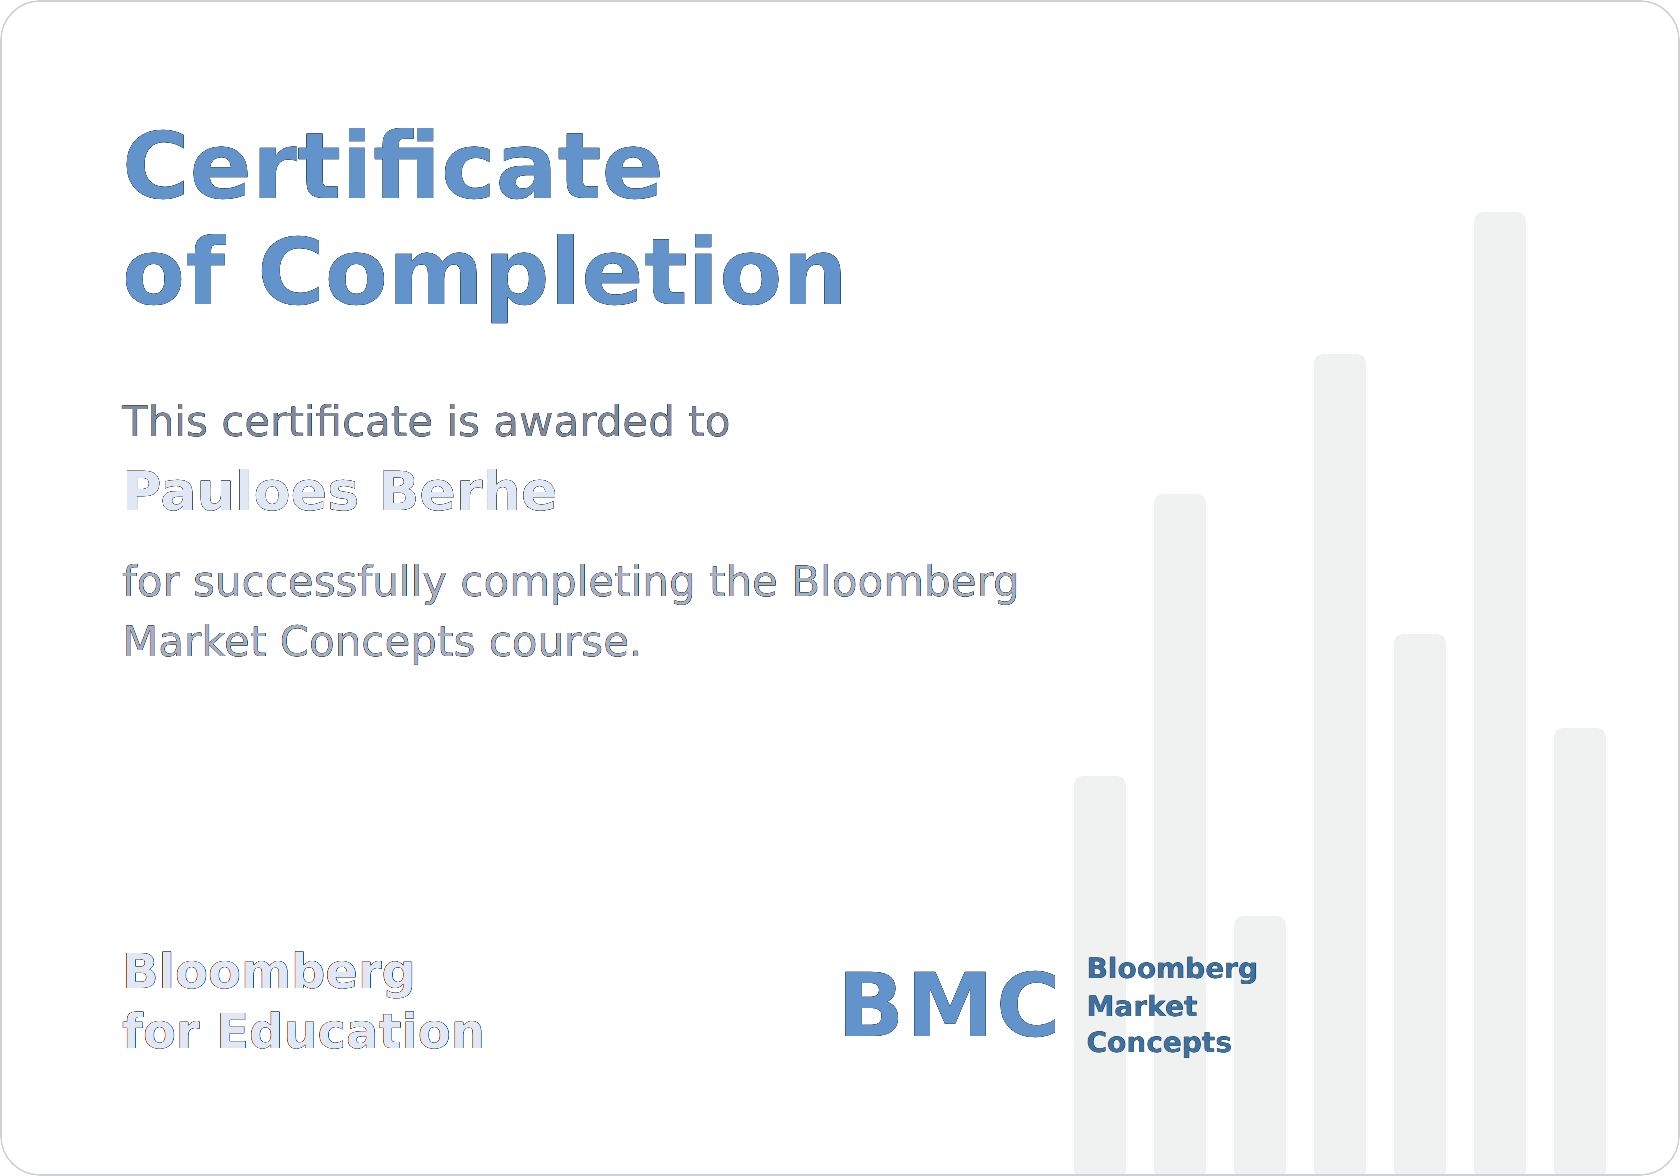 Certificate
of Completion
This certificate is awarded to
Pauloes Berhe
for successfully completing the Bloomberg
Market Concepts course.
Bloomberg
for Education
BMC
Bloomberg
Market
Concepts